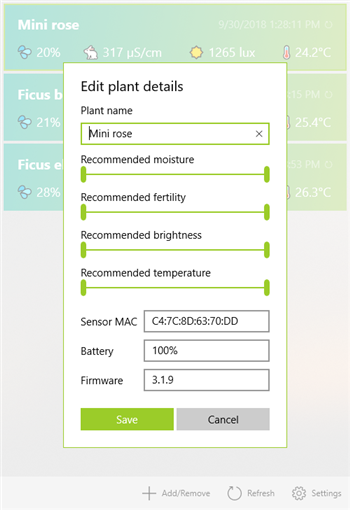 Mini rose
9/30/2018 1:28:11 PM
20%
317 µS/cm
1265 lux
24.2°C
Ficus b
:15 PM
21%
25.4°C
Ficus el
:53 PM
28%
26.3°C
Edit plant details
Plant name
Mini rose
Recommended moisture
Recommended fertility
Recommended brightness
Recommended temperature
Sensor MAC C4:7C:8D:63:70:DD
Battery 100%
Firmware 3.1.9
Save Cancel
Add/Remove Refresh Settings